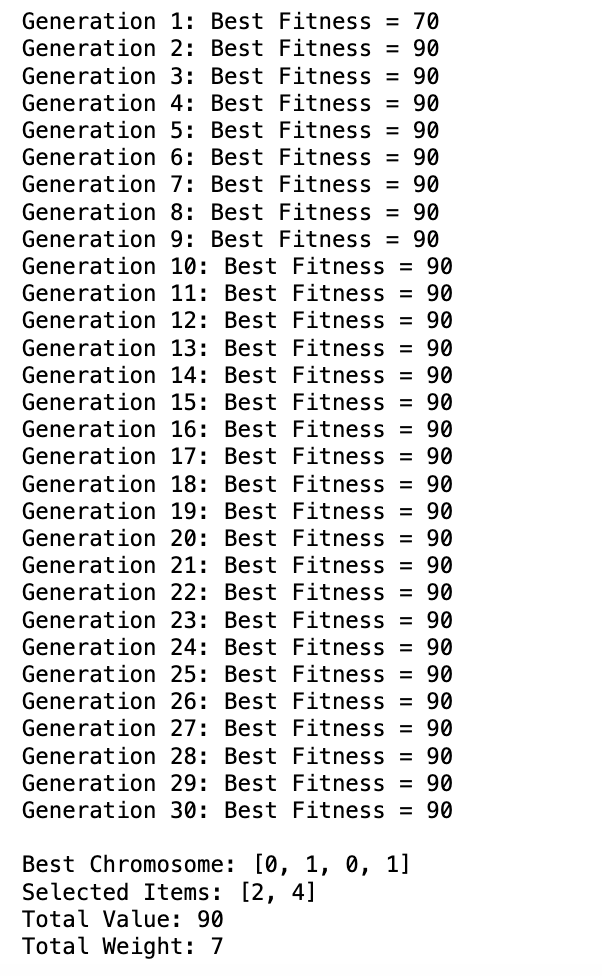 Generation 1: Best Fitness = 70
Generation 2: Best Fitness = 90
Generation 3: Best Fitness = 90
Generation 4: Best Fitness = 90
Generation 5: Best Fitness = 90
Generation 6: Best Fitness = 90
Generation 7: Best Fitness = 90
Generation 8: Best Fitness = 90
Generation 9: Best Fitness = 90
Generation 10: Best Fitness = 90
Generation 11: Best Fitness = 90
Generation 12: Best Fitness = 90
Generation 13: Best Fitness = 90
Generation 14: Best Fitness = 90
Generation 15: Best Fitness = 90
Generation 16: Best Fitness = 90
Generation 17: Best Fitness = 90
Generation 18: Best Fitness = 90
Generation 19: Best Fitness = 90
Generation 20: Best Fitness = 90
Generation 21: Best Fitness = 90
Generation 22: Best Fitness = 90
Generation 23: Best Fitness = 90
Generation 24: Best Fitness = 90
Generation 25: Best Fitness = 90
Generation 26: Best Fitness = 90
Generation 27: Best Fitness = 90
Generation 28: Best Fitness = 90
Generation 29: Best Fitness = 90
Generation 30: Best Fitness = 90

Best Chromosome: [0, 1, 0, 1]
Selected Items: [2, 4]
Total Value: 90
Total Weight: 7